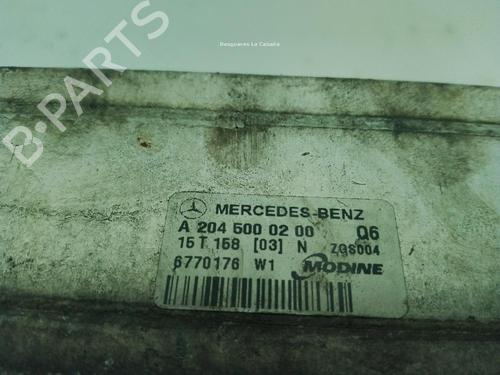 Desguaces La Cabaña
B-PARTS
MERCEDES-BENZ
A 204 500 02 00 Q6
15 T 158 [03] N ZGS004
6770176 W1 MODINE